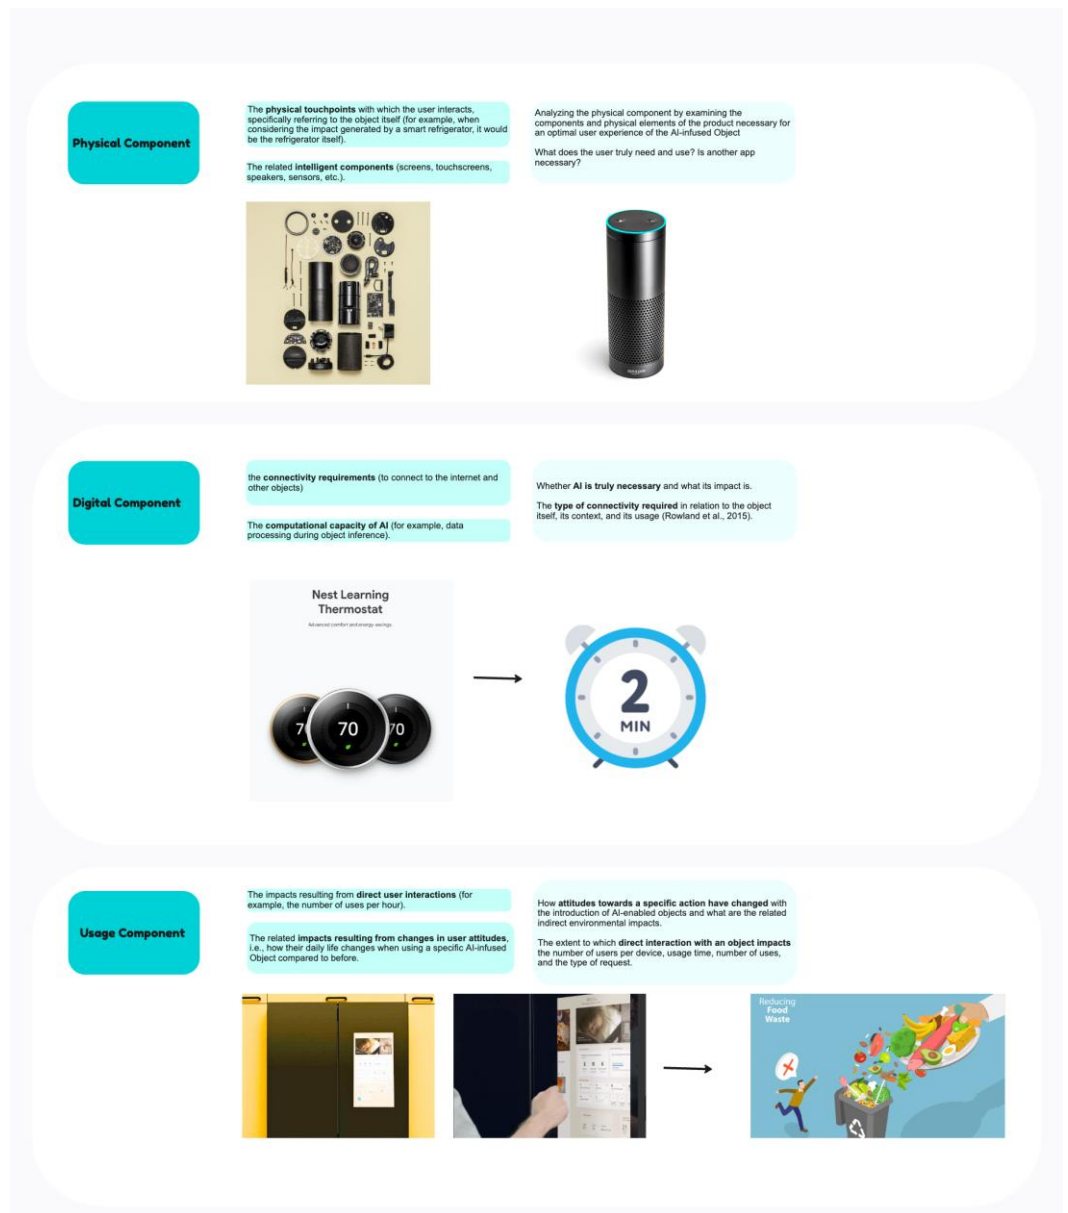 Physical Component
The physical touchpoints with which the user interacts,
specifically referring to the object itself (for example, when
considering the impact generated by a smart refrigerator, it would
be the refrigerator itself).
The related intelligent components (screens, touchscreens,
speakers, sensors, etc.).
Analyzing the physical component by examining the
components and physical elements of the product necessary for
an optimal user experience of the AI-infused Object
What does the user truly need and use? Is another app
necessary?
amazon
Digital Component
the connectivity requirements (to connect to the internet and
other objects)
The computational capacity of AI (for example, data
processing during object inference).
Whether AI is truly necessary and what its impact is.
The type of connectivity required in relation to the object
itself, its context, and its usage (Rowland et al., 2015).
Nest Learning
Thermostat
Advanced comfort and energy savings.
7
70
70
2
MIN
Usage Component
The impacts resulting from direct user interactions (for
example, the number of uses per hour).
The related impacts resulting from changes in user attitudes,
i.e., how their daily life changes when using a specific AI-infused
Object compared to before.
How attitudes towards a specific action have changed with
the introduction of AI-enabled objects and what are the related
indirect environmental impacts.
The extent to which direct interaction with an object impacts
the number of users per device, usage time, number of uses,
and the type of request.
Reducing
Food
Waste